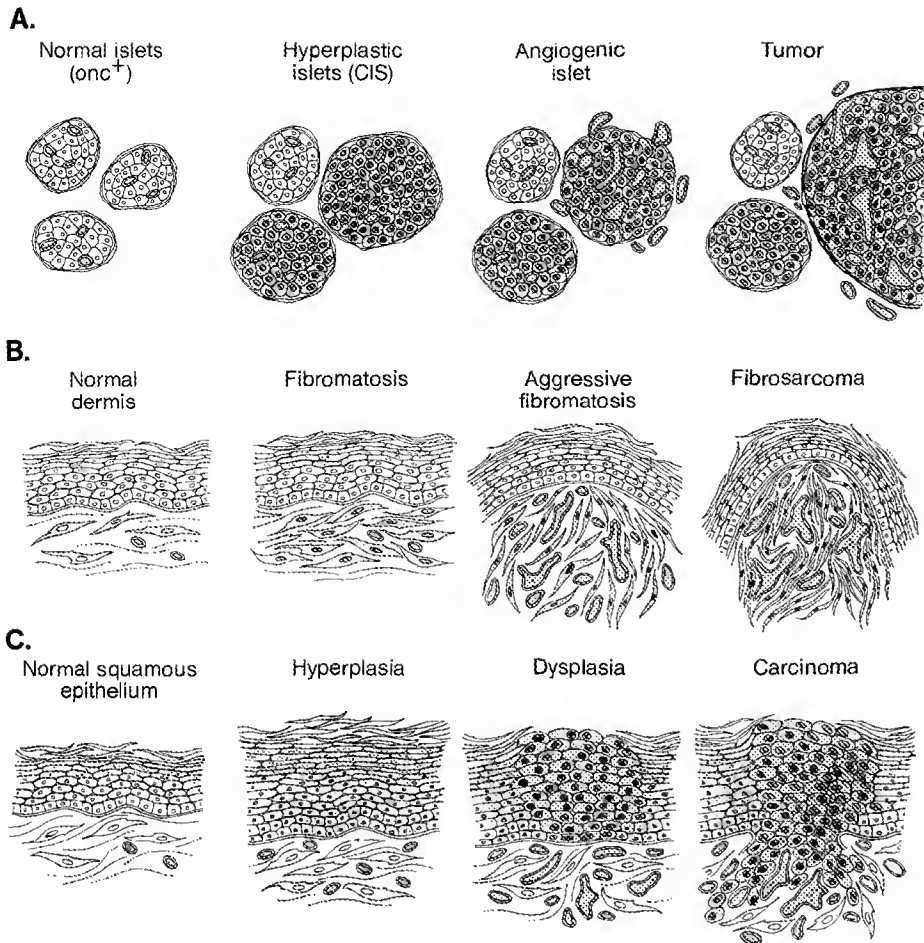 A.
Normal islets
(onc+)
Hyperplastic
islets (CIS)
Angiogenic
islet
Tumor
B.
Normal
dermis
Fibromatosis
Aggressive
fibromatosis
Fibrosarcoma
C.
Normal squamous
epithelium
Hyperplasia
Dysplasia
Carcinoma